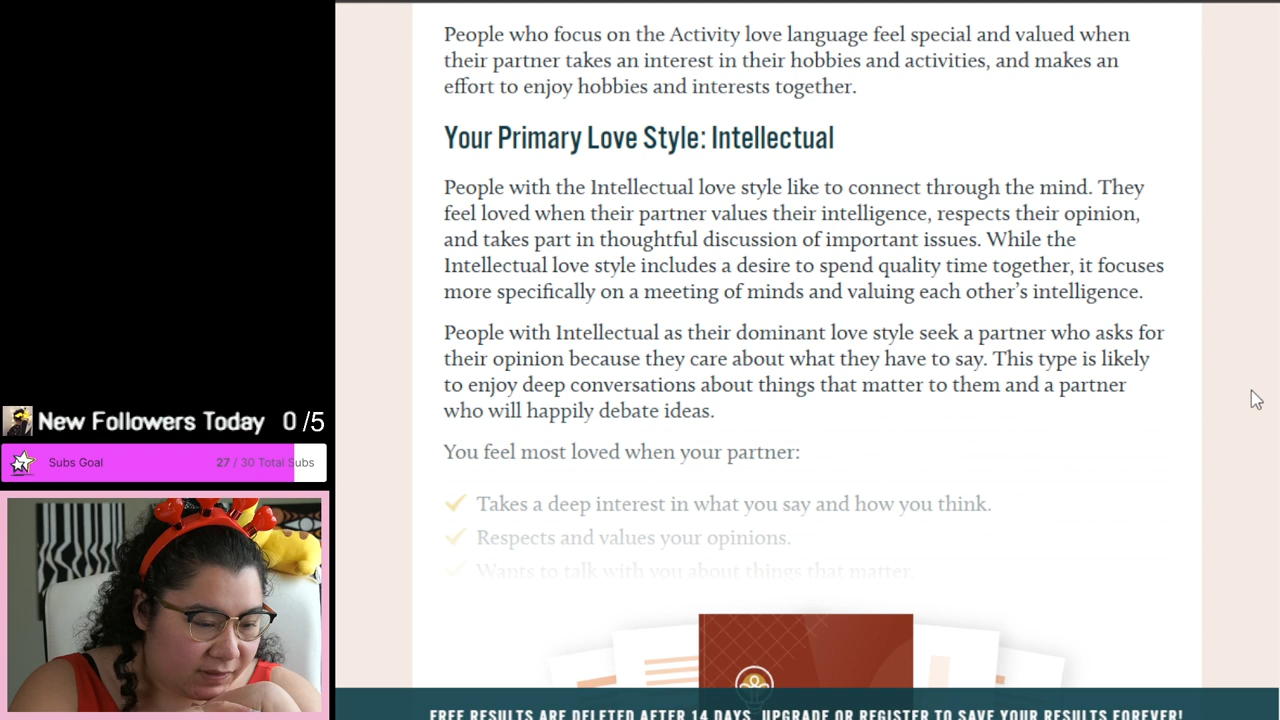 People who focus on the Activity love language feel special and valued when
their partner takes an interest in their hobbies and activities, and makes an
effort to enjoy hobbies and interests together.
Your Primary Love Style: Intellectual
People with the Intellectual love style like to connect through the mind. They
feel loved when their partner values their intelligence, respects their opinion,
and takes part in thoughtful discussion of important issues. While the
Intellectual love style includes a desire to spend quality time together, it focuses
more specifically on a meeting of minds and valuing each other’s intelligence.
People with Intellectual as their dominant love style seek a partner who asks for
their opinion because they care about what they have to say. This type is likely
to enjoy deep conversations about things that matter to them and a partner
who will happily debate ideas.
You feel most loved when your partner:
Takes a deep interest in what you say and how you think.
Respects and values your opinions.
Wants to talk with you about things that matter.
FREE RESULTS ARE DELETED AFTER 14 DAYS. UPGRADE OR REGISTER TO SAVE YOUR RESULTS FOREVER!
New Followers Today 0 /5
Subs Goal 27 / 30 Total Subs